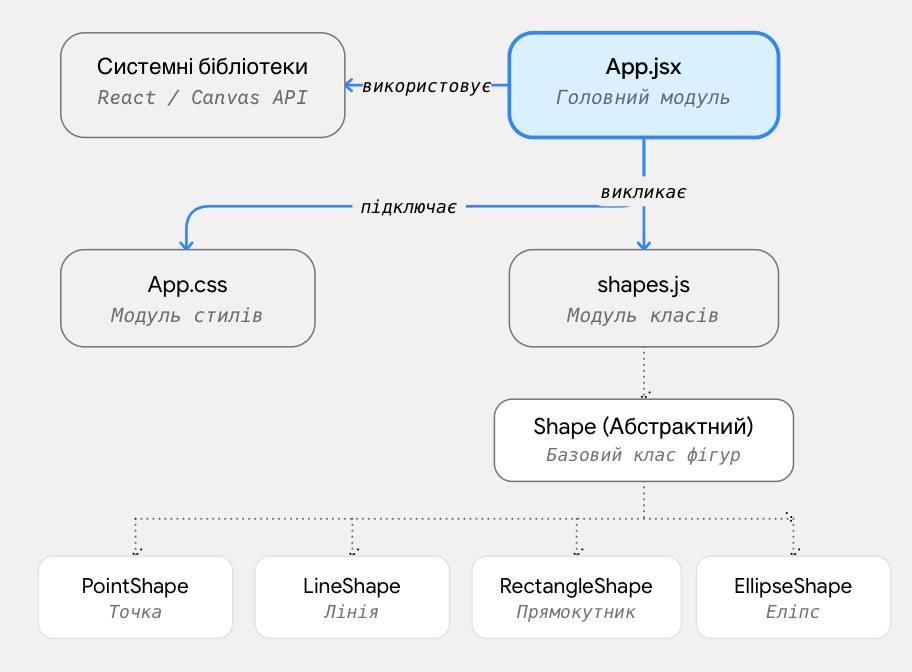 Системні бібліотеки
React / Canvas API
використовує
App.jsx
Головний модуль
викликає
підключає
App.css
Модуль стилів
shapes.js
Модуль класів
Shape (Абстрактний)
Базовий клас фігур
PointShape
Точка
LineShape
Лінія
RectangleShape
Прямокутник
EllipseShape
Еліпс